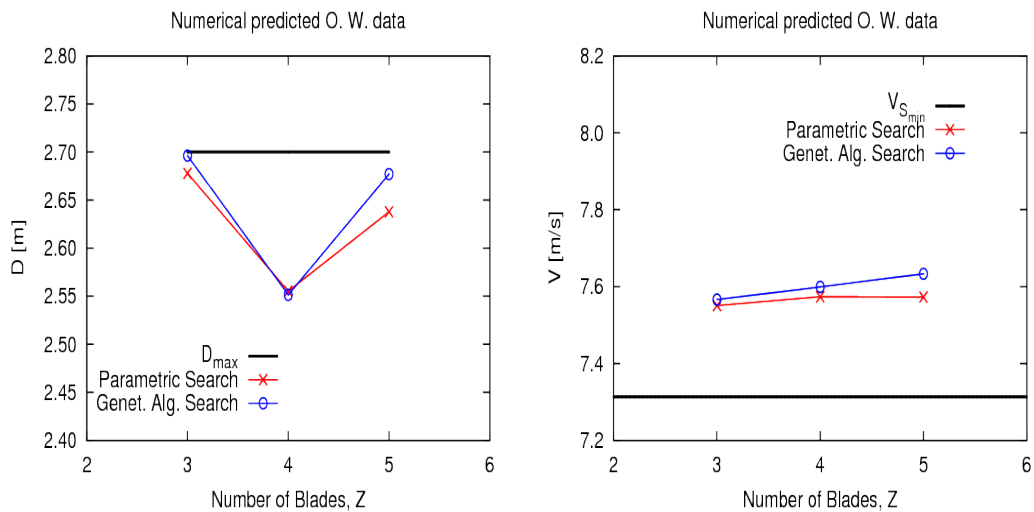 Numerical predicted O. W. data
2.80
2.75
2.70
2.65
2.60
2.55
2.50
2.45
2.40
D [m]
D_max
Parametric Search
Genet. Alg. Search
2 3 4 5 6
Number of Blades, Z
Numerical predicted O. W. data
8.2
8.0
7.8
7.6
7.4
7.2
V [m/s]
V_S_min
Parametric Search
Genet. Alg. Search
2 3 4 5 6
Number of Blades, Z